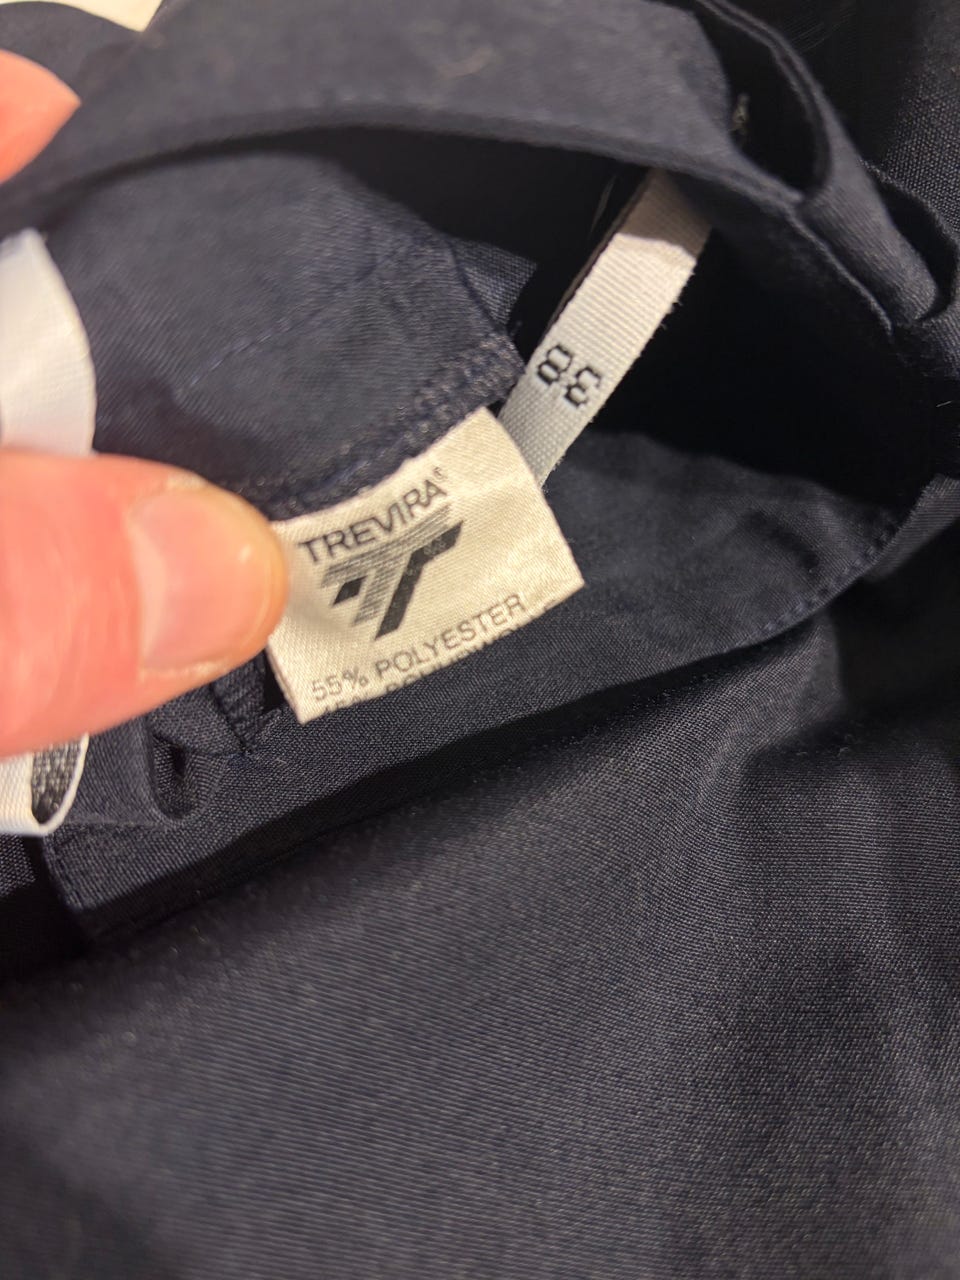 38
TREVIRA®
55% POLYESTER